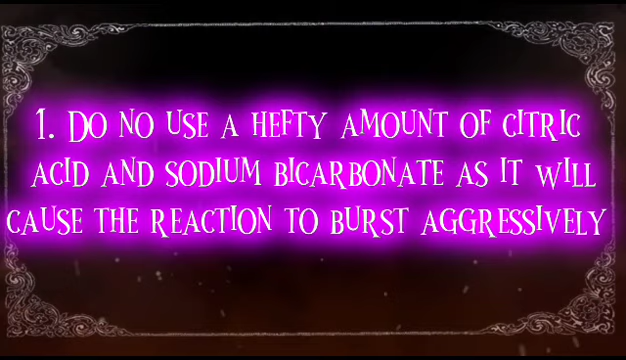 1. Do no use a hefty amount of citric
acid and sodium bicarbonate as it will
cause the reaction to burst aggressively